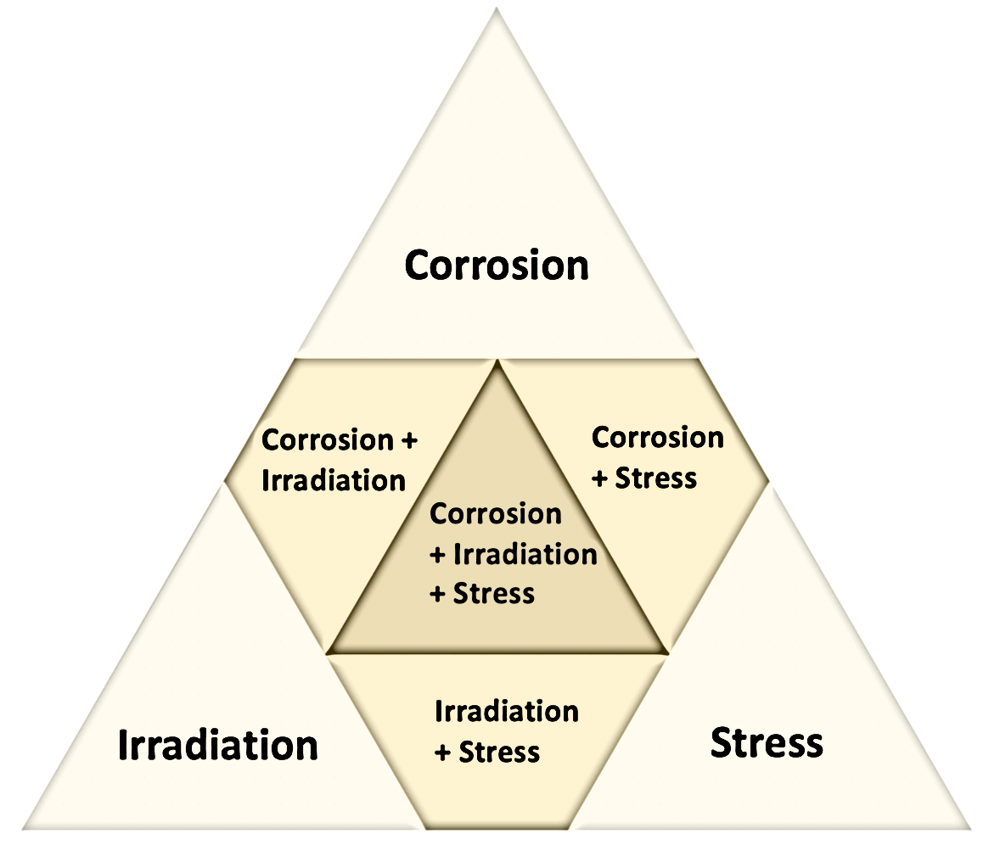 Corrosion
Corrosion +
Irradiation
Corrosion
+ Stress
Corrosion
+ Irradiation
+ Stress
Irradiation
+ Stress
Irradiation
Stress